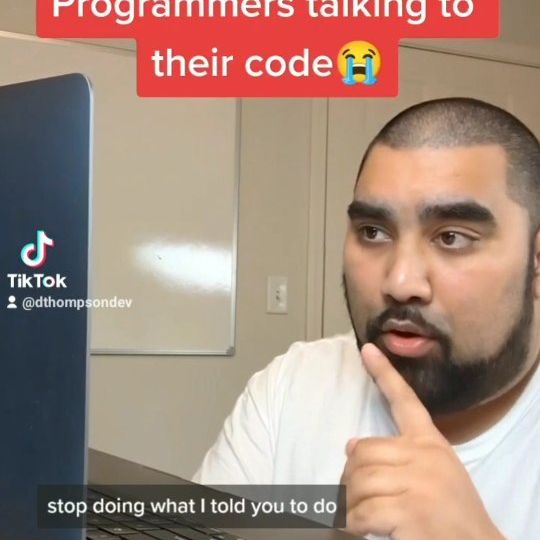 Programmers talking to
their code😭
TikTok
@dthompsondev
stop doing what I told you to do